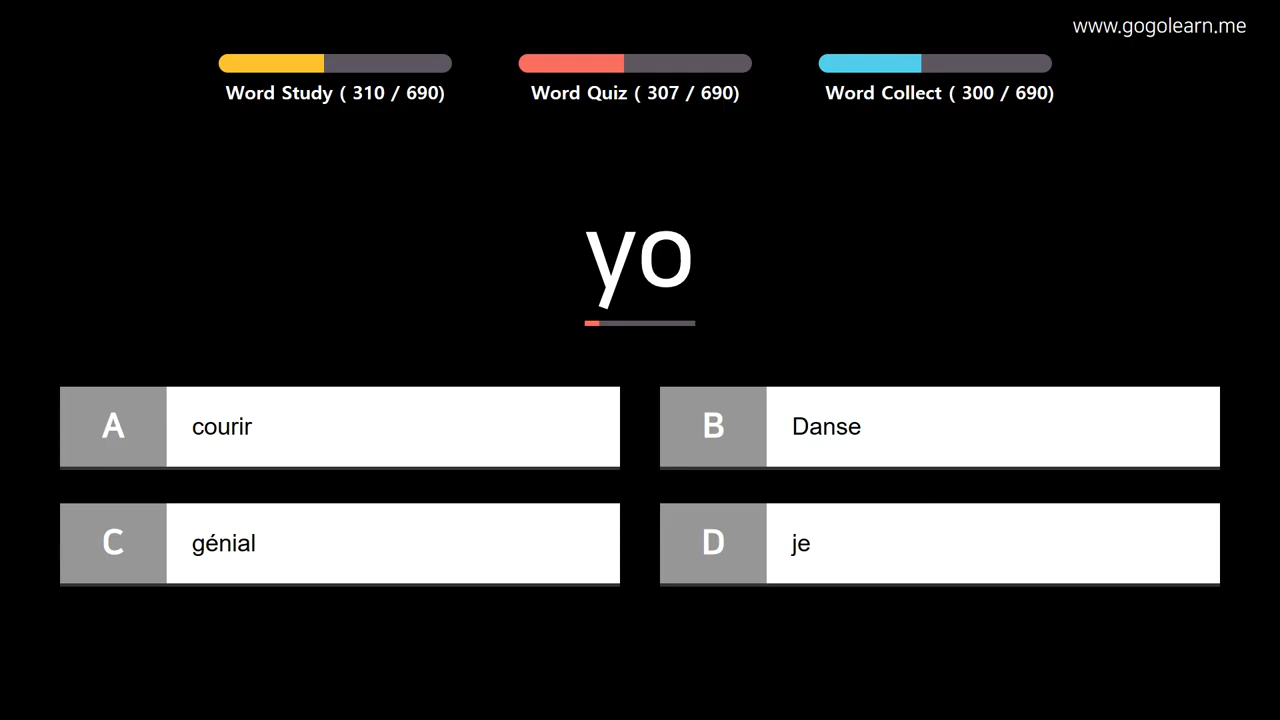 www.gogolearn.me
Word Study ( 310 / 690)
Word Quiz ( 307 / 690)
Word Collect ( 300 / 690)
yo
A courir
B Danse
C génial
D je